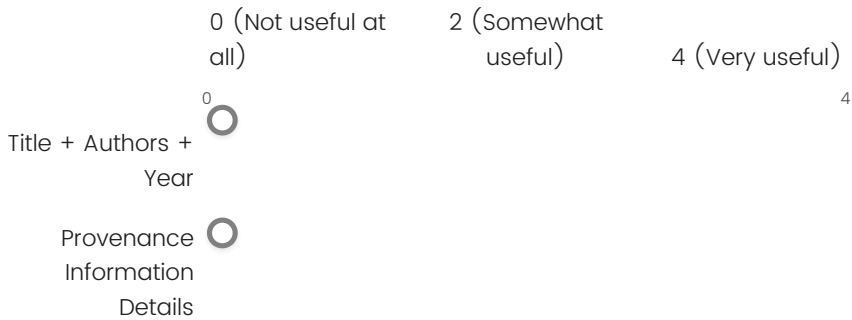 0 (Not useful at all)
2 (Somewhat useful)
4 (Very useful)
0
4
Title + Authors +
Year
Provenance
Information
Details